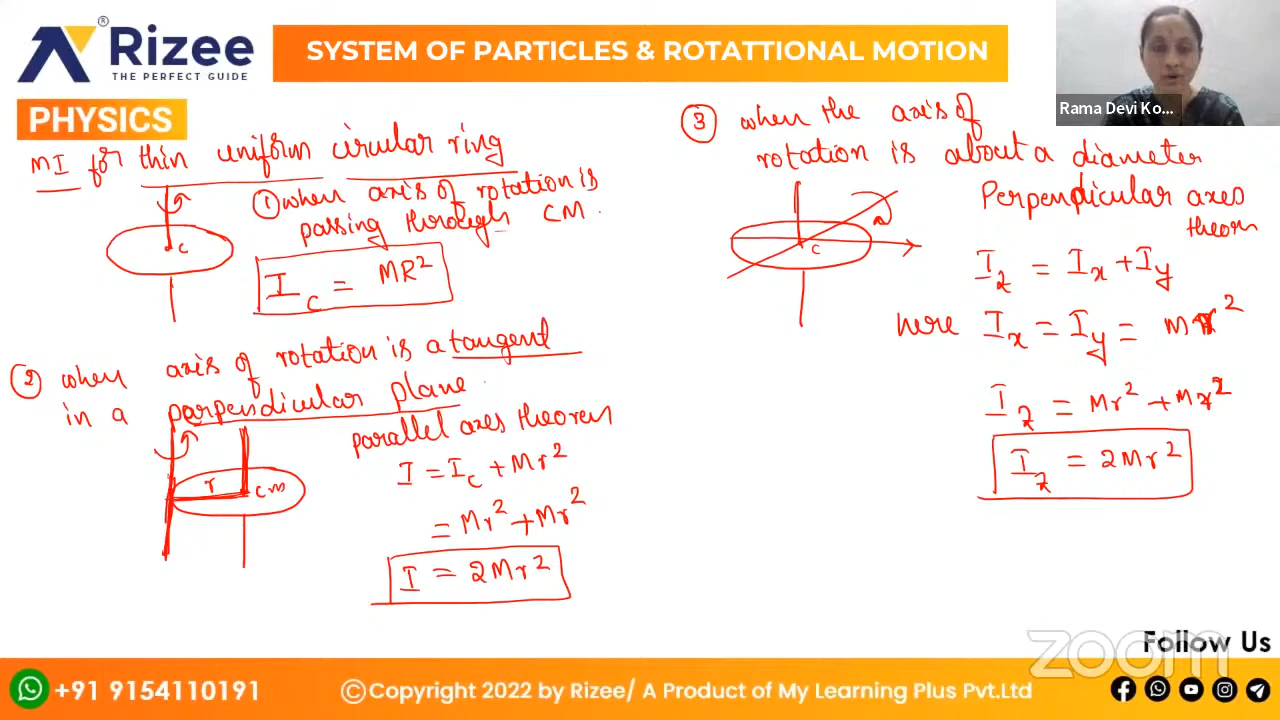 Rizee®
THE PERFECT GUIDE
SYSTEM OF PARTICLES & ROTATTIONAL MOTION
Rama Devi Ko...
PHYSICS
MI for thin uniform circular ring
① when axis of rotation is
passing through CM.
c
I_c = MR²
② when axis of rotation is a tangent
in a perpendicular plane.
parallel axes theorem
r
cm
I = I_c + Mr²
= Mr² + Mr²
I = 2Mr²
③ when the axis of
rotation is about a diameter
Perpendicular axes
theorn
c
I_z = I_x + I_y
here I_x = I_y = Mr²
I_z = Mr² + Mr²
I_z = 2Mr²
Follow Us
zoom
+91 9154110191
©Copyright 2022 by Rizee/ A Product of My Learning Plus Pvt.Ltd